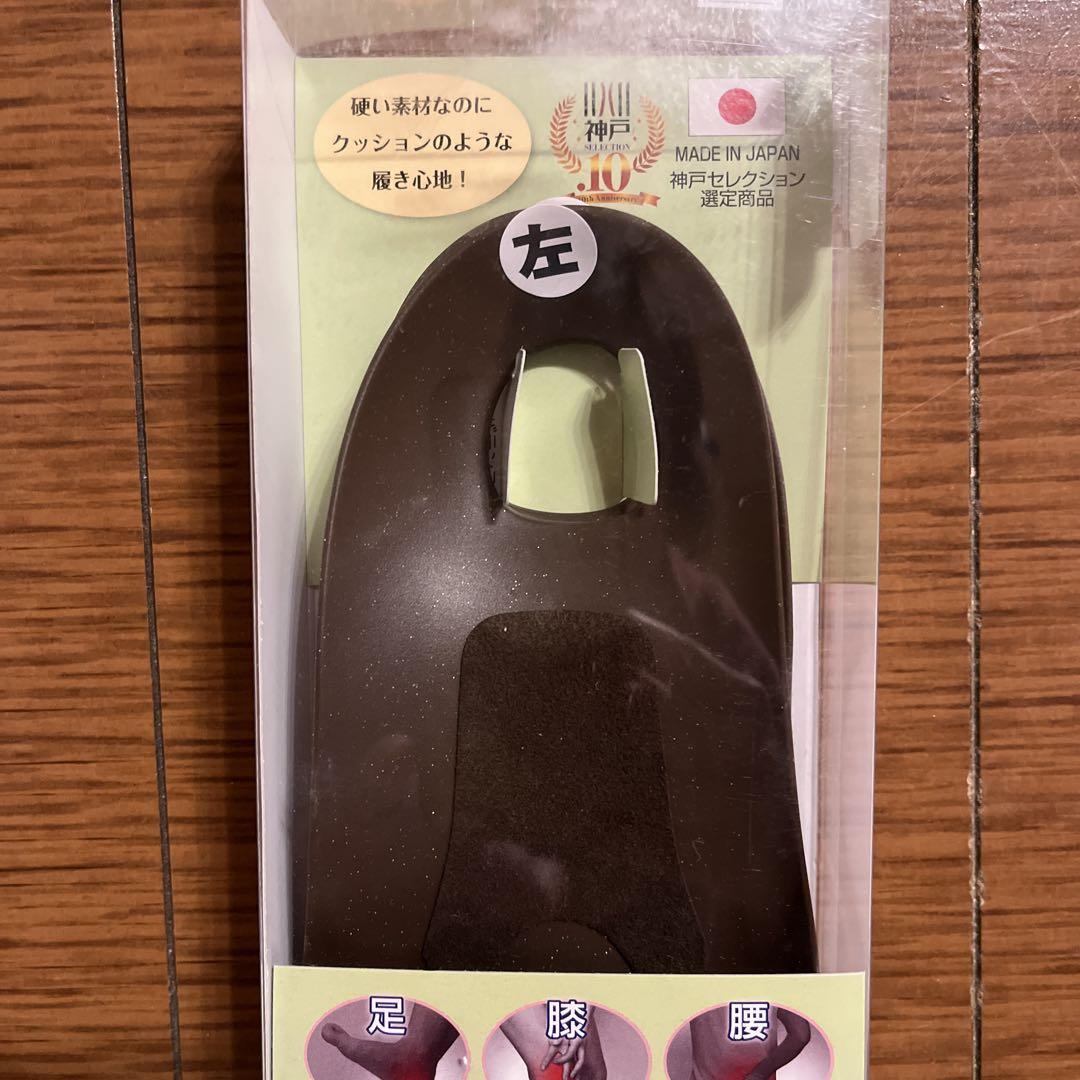 硬い素材なのに
クッションのような
履き心地！
神戸
SELECTION
.10
10th Anniversary
MADE IN JAPAN
神戸セレクション
選定商品
左
足
膝
腰